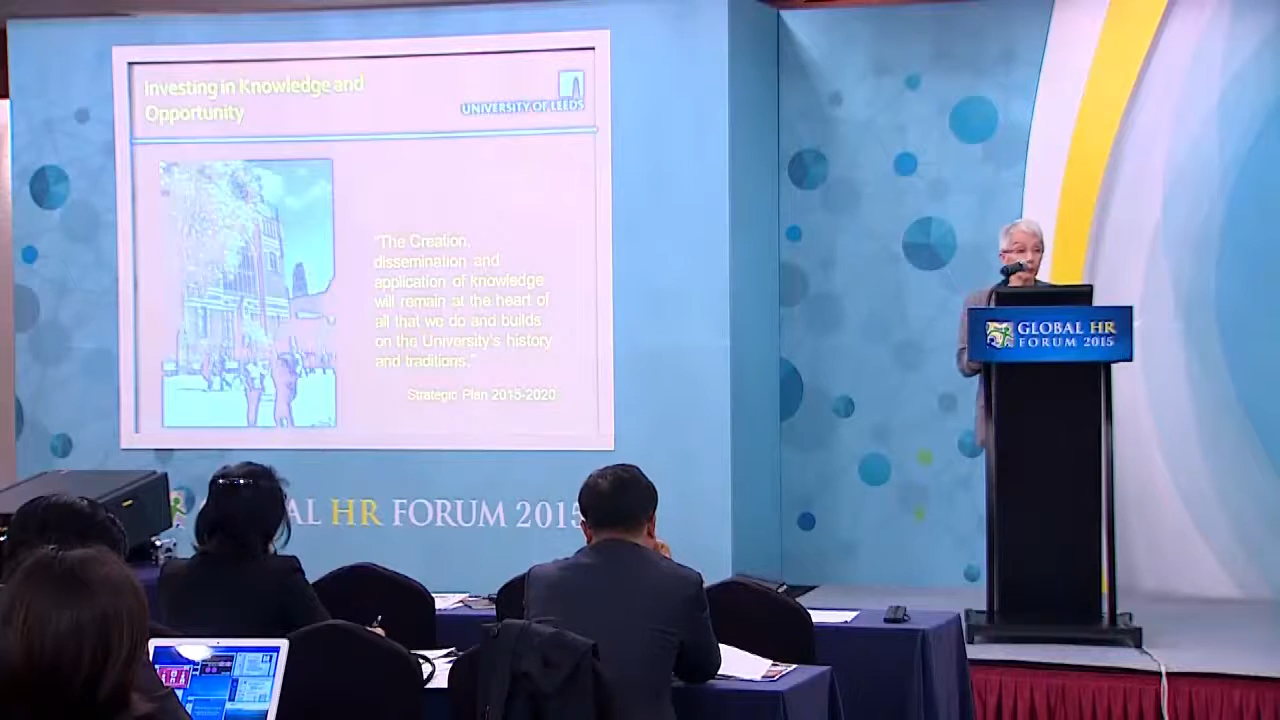 Investing in Knowledge and
Opportunity
UNIVERSITY OF LEEDS
"The Creation,
dissemination and
application of knowledge
will remain at the heart of
all that we do and builds
on the University's history
and traditions."
Strategic Plan 2015-2020
GLOBAL HR
FORUM 2015
AL HR FORUM 2015